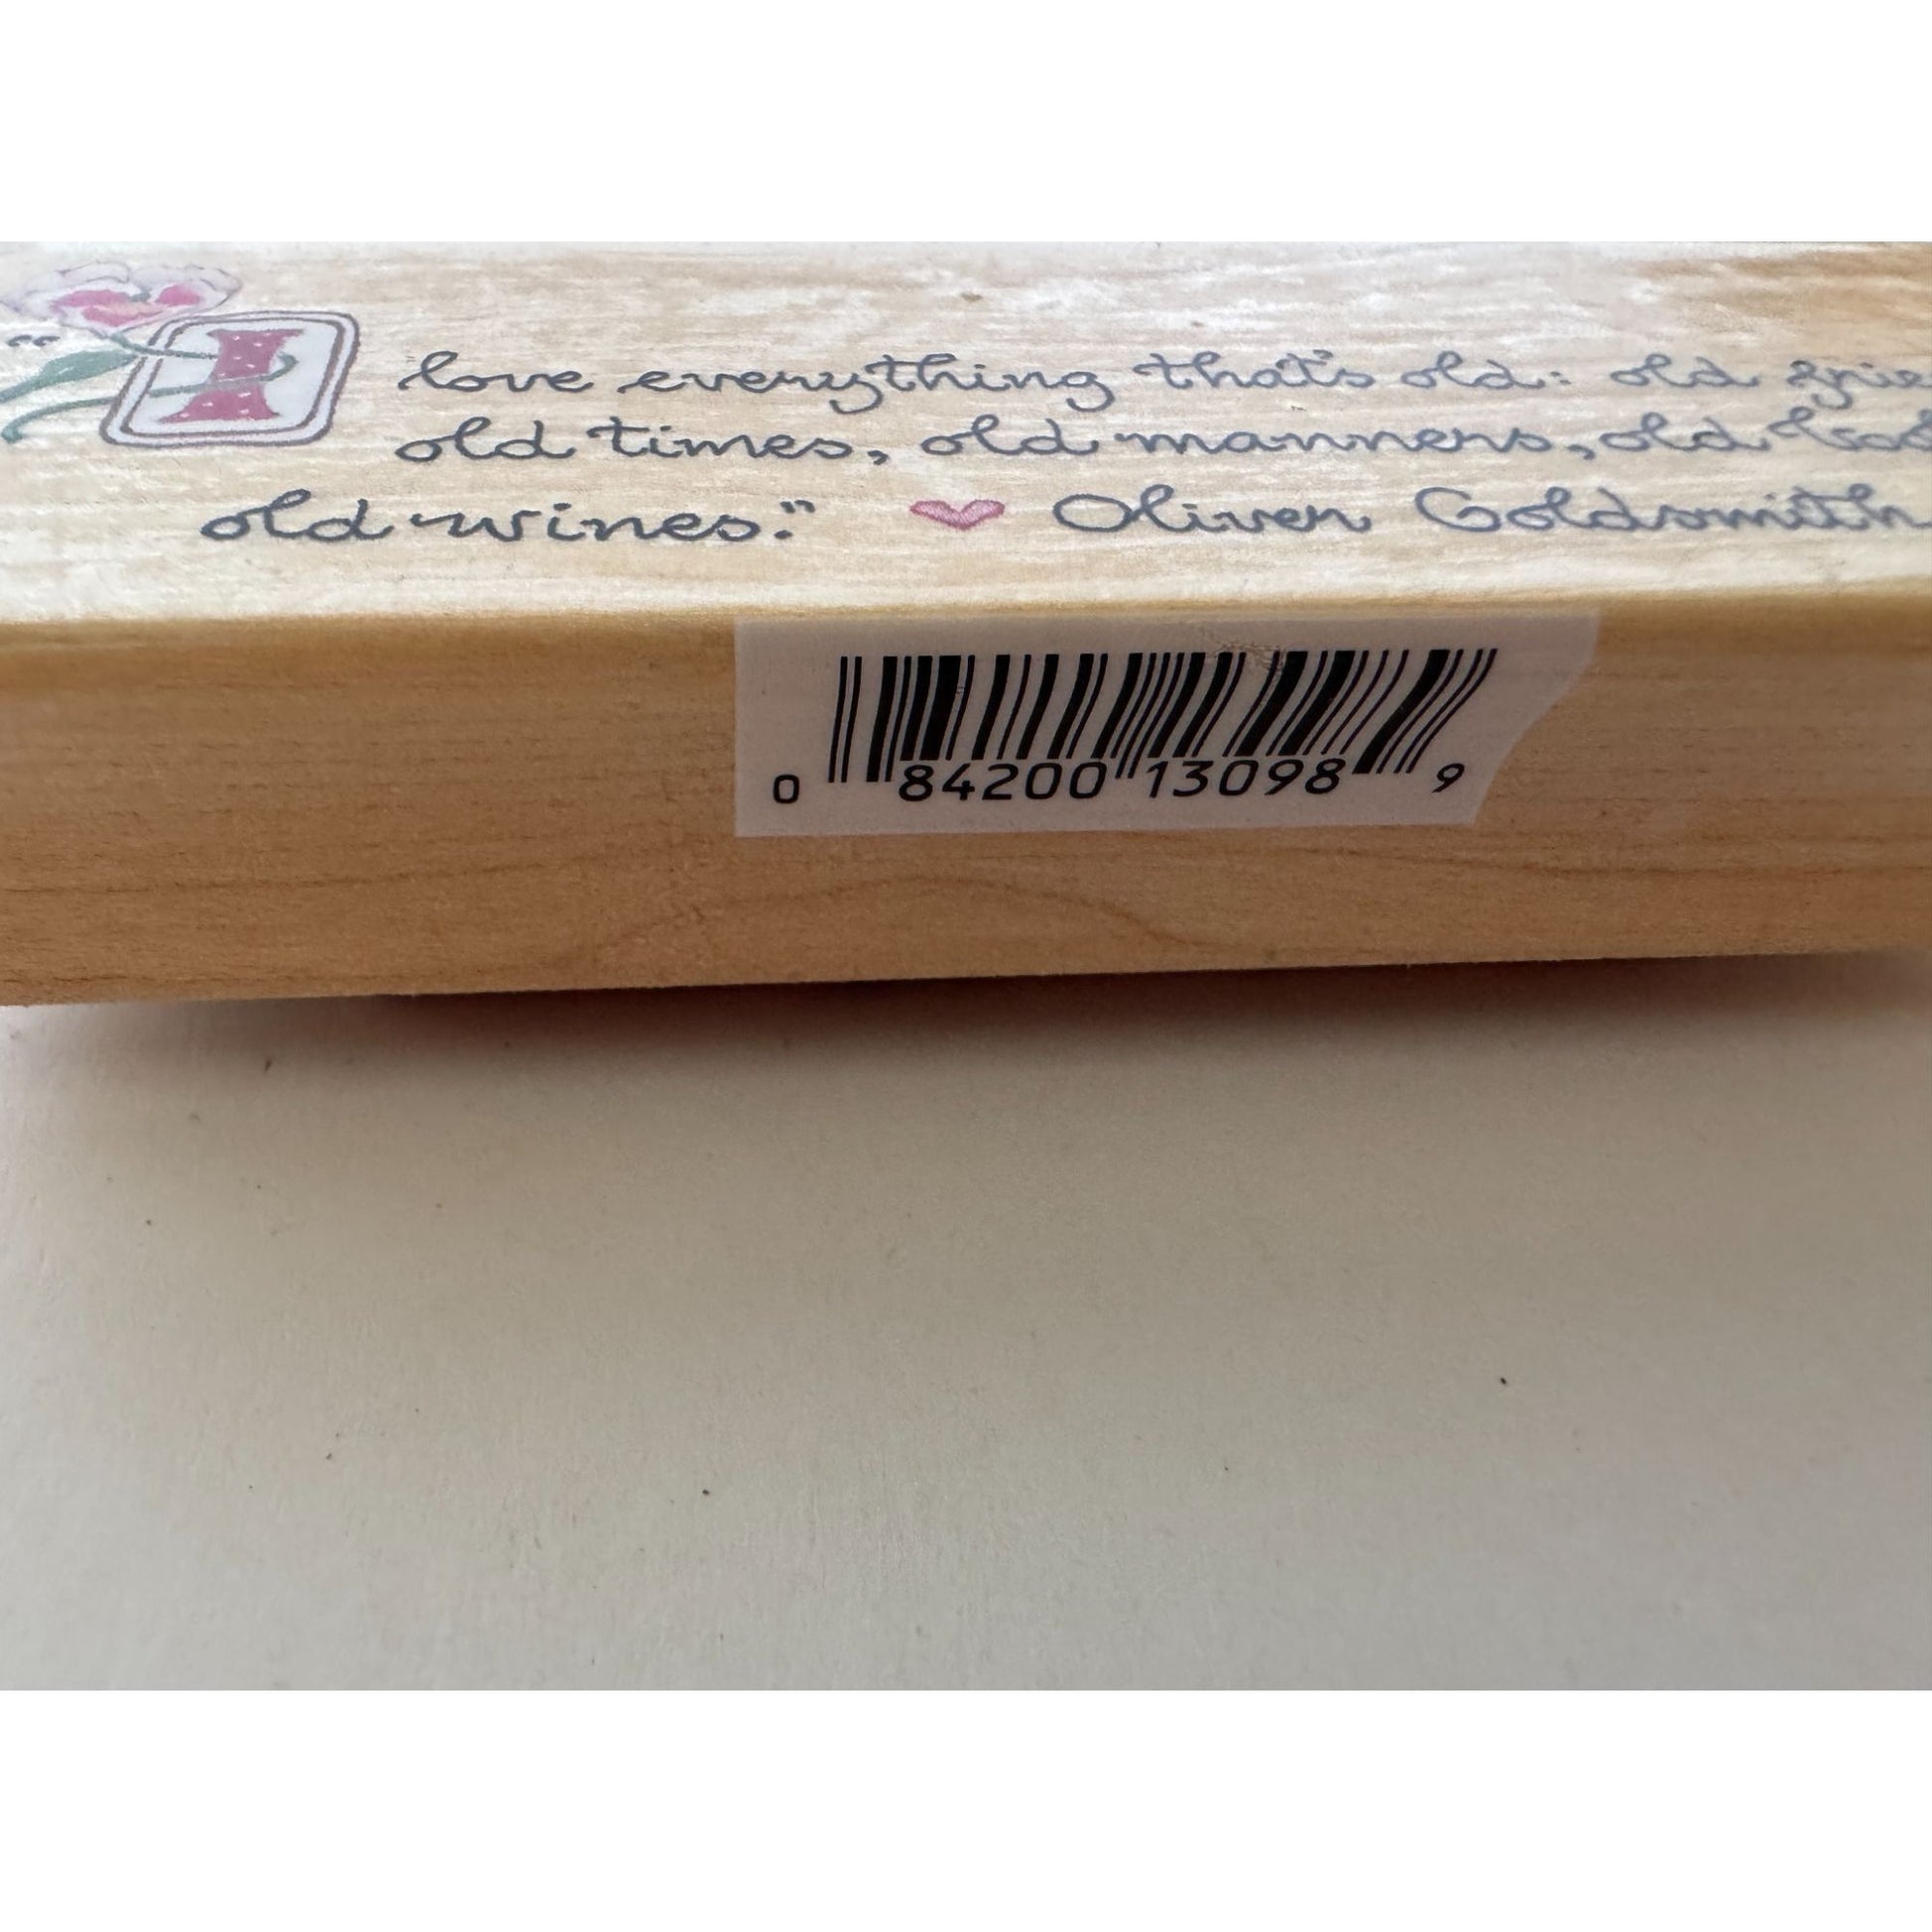 "I love everything that's old: old
old times, old manners, old
old wines." Oliver Goldsmith
0 84200 13098 9